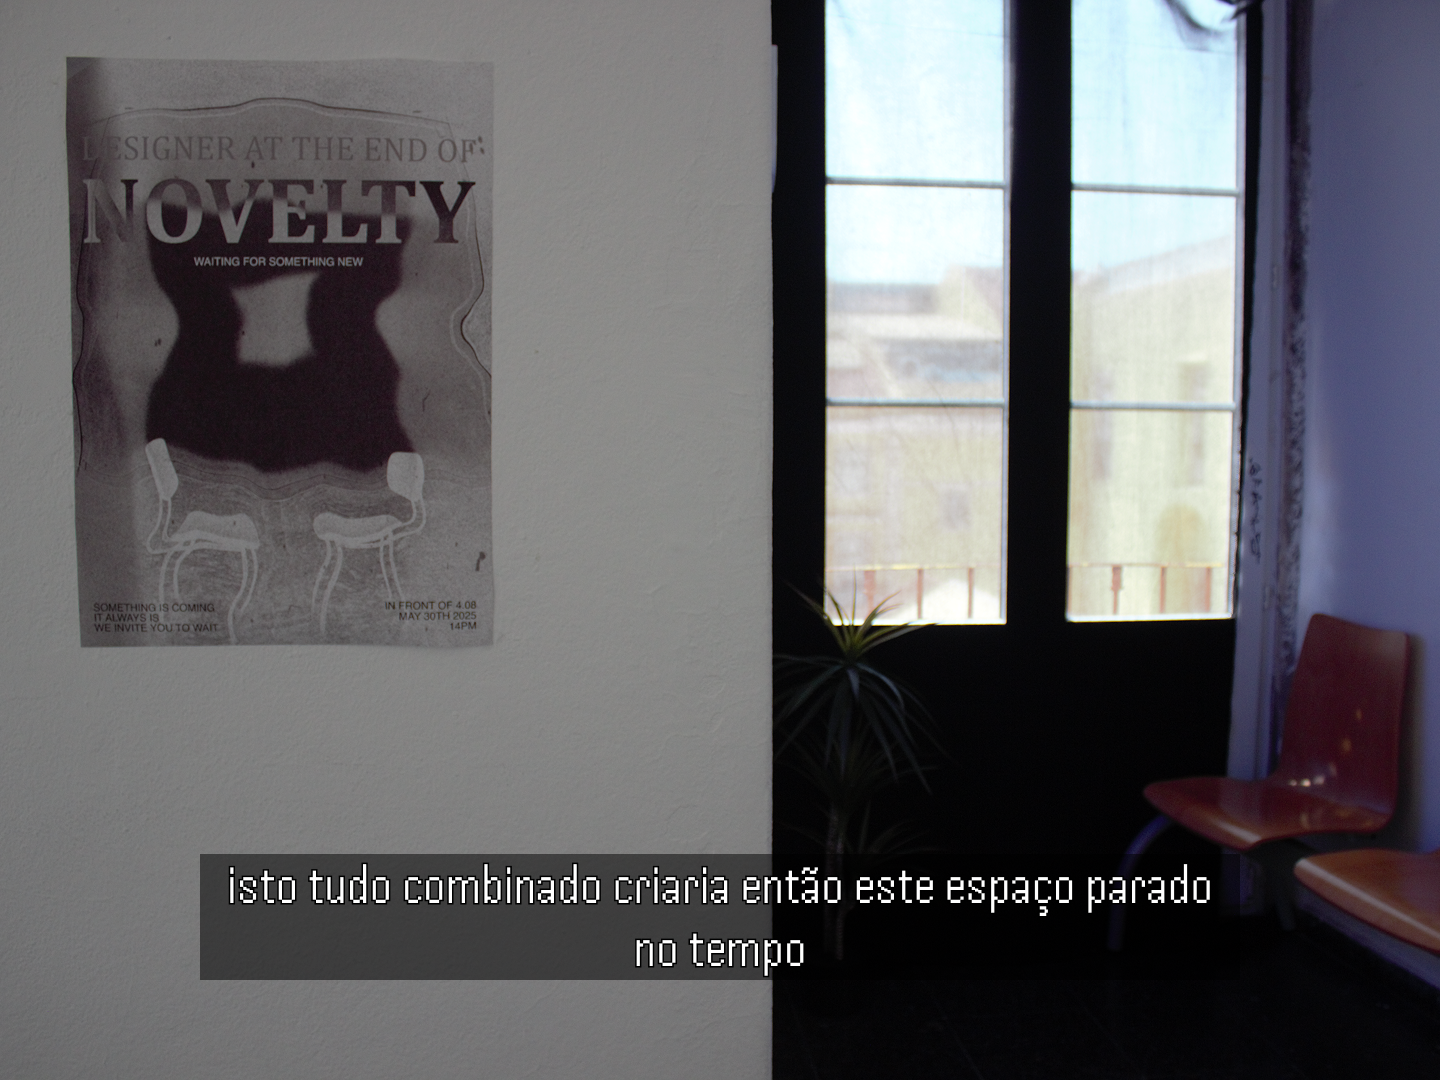 DESIGNER AT THE END OF
NOVELTY
WAITING FOR SOMETHING NEW
SOMETHING IS COMING
IT ALWAYS IS
WE INVITE YOU TO WAIT
IN FRONT OF 4.08
MAY 30TH 2025
14PM
isto tudo combinado criaria então este espaço parado
no tempo